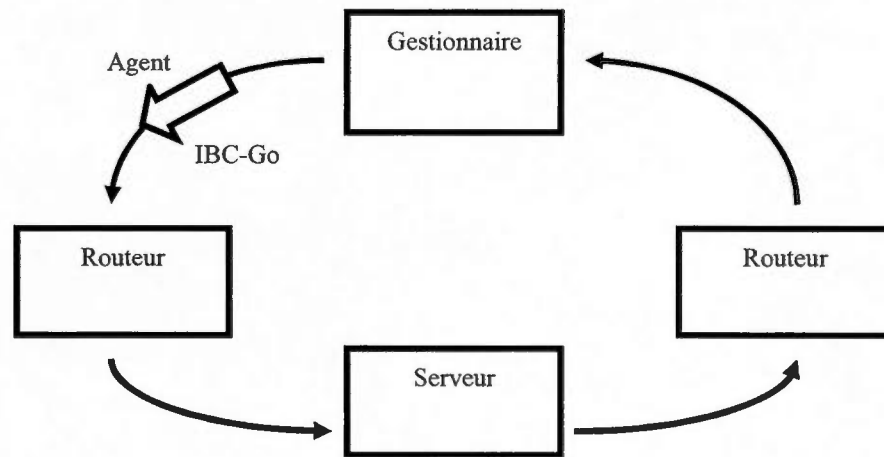 Gestionnaire
Agent
IBC-Go
Routeur
Routeur
Serveur